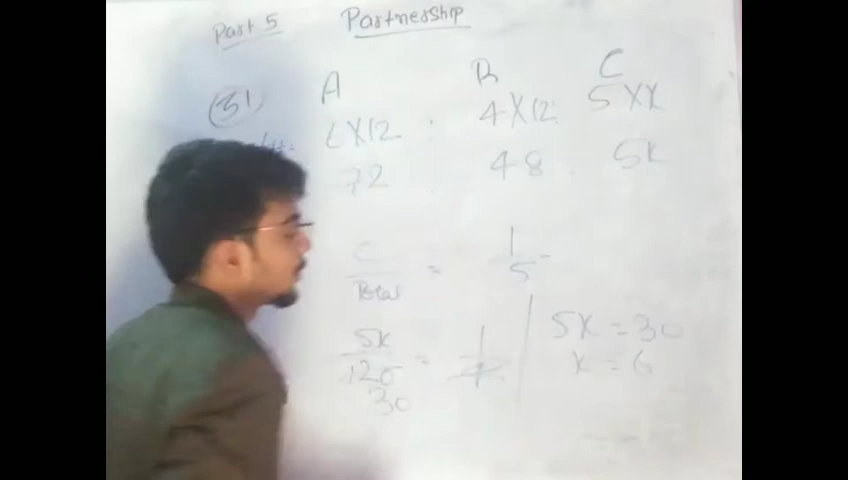 Part 5 Partnership
(31) A B C
6X12 : 4X12: 5XX
72 : 48 . 5x
C/Total = 1/5
5x/120 = 1/4
30
5x = 30
x = 6